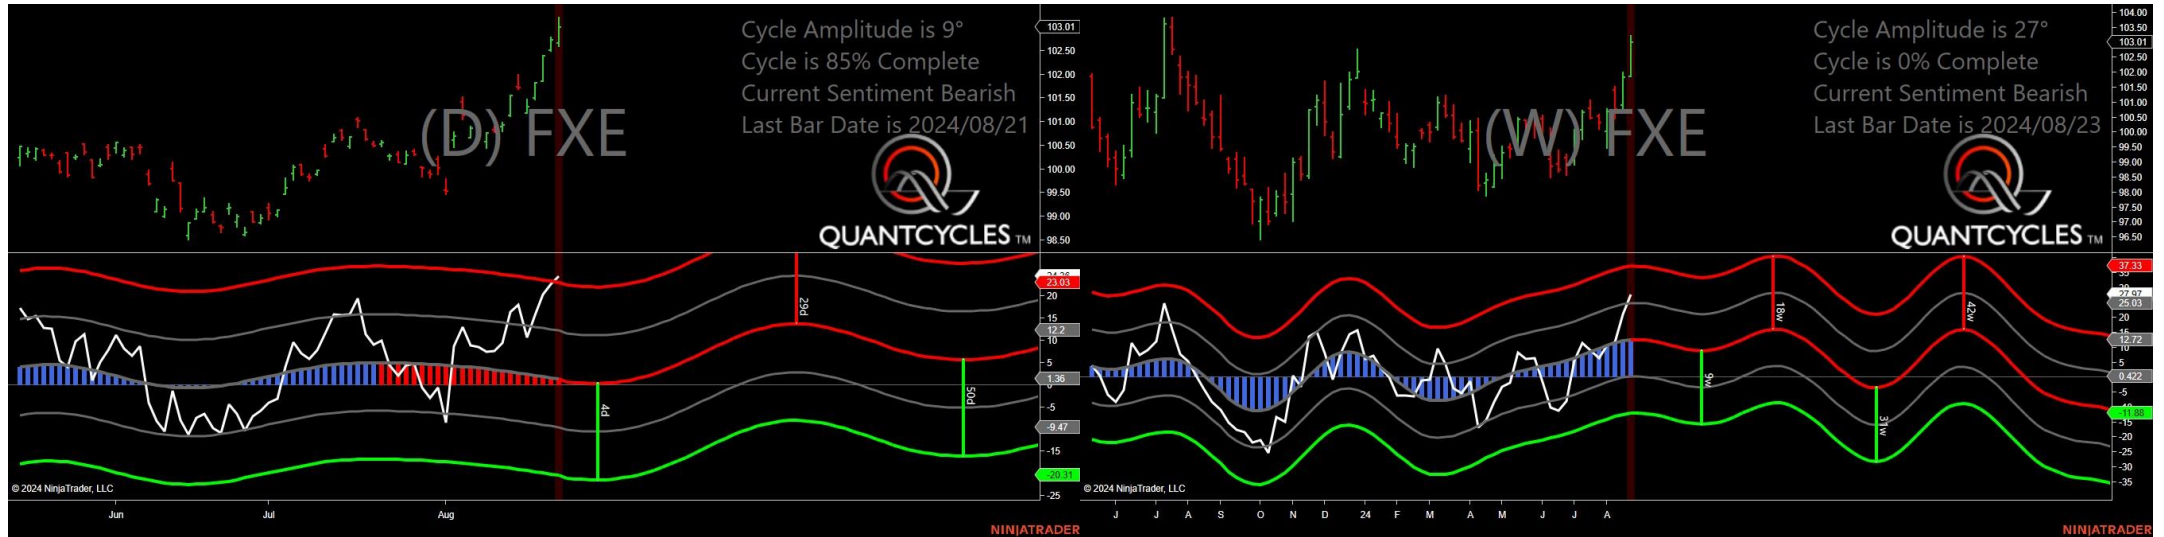 Cycle Amplitude is 9°
Cycle is 85% Complete
Current Sentiment Bearish
Last Bar Date is 2024/08/21
(D) FXE
QUANTCYCLES TM
103.01
102.50
102.00
101.50
101.00
100.50
100.00
99.50
99.00
98.50
23.03
20
15
12.2
10
5
1.36
0
-5
-9.47
-15
-20.31
-25
29d
4d
50d
© 2024 NinjaTrader, LLC
Jun
Jul
Aug
NINJATRADER
Cycle Amplitude is 27°
Cycle is 0% Complete
Current Sentiment Bearish
Last Bar Date is 2024/08/23
(W) FXE
QUANTCYCLES TM
104.00
103.50
103.01
102.50
102.00
101.50
101.00
100.50
100.00
99.50
99.00
98.50
98.00
97.50
97.00
96.50
37.33
25.03
20
12.72
0.422
-5
-11.88
-15
-20
-25
-30
-35
18w
42w
9w
31w
© 2024 NinjaTrader, LLC
J J A S O N D 24 F M A M J J A
NINJATRADER